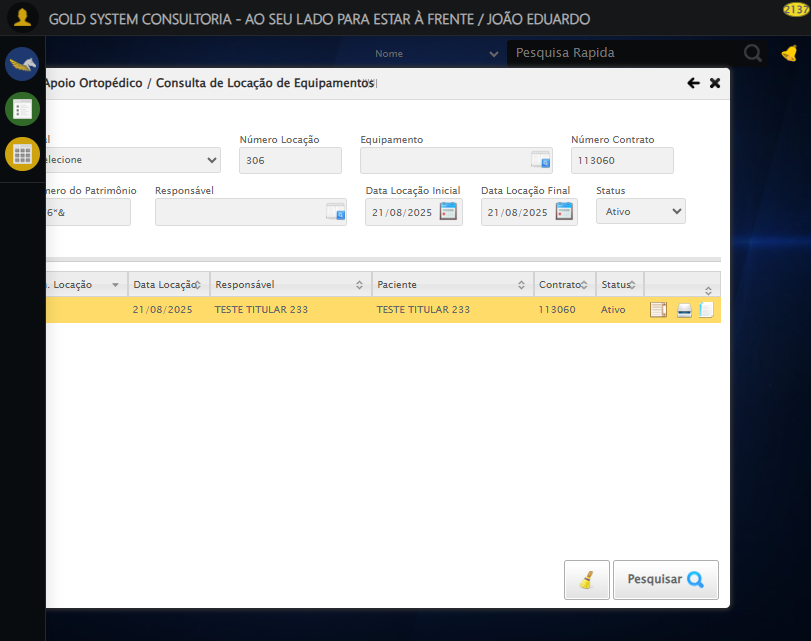 2137
GOLD SYSTEM CONSULTORIA - AO SEU LADO PARA ESTAR À FRENTE / JOÃO EDUARDO
Nome Pesquisa Rapida
Apoio Ortopédico / Consulta de Locação de Equipamentos
al Número Locação Equipamento Número Contrato
elecione 306 113060
mero do Patrimônio Responsável Data Locação Inicial Data Locação Final Status
6"& 21/08/2025 21/08/2025 Ativo
. Locação Data Locação Responsável Paciente Contrato Status
21/08/2025 TESTE TITULAR 233 TESTE TITULAR 233 113060 Ativo
Pesquisar